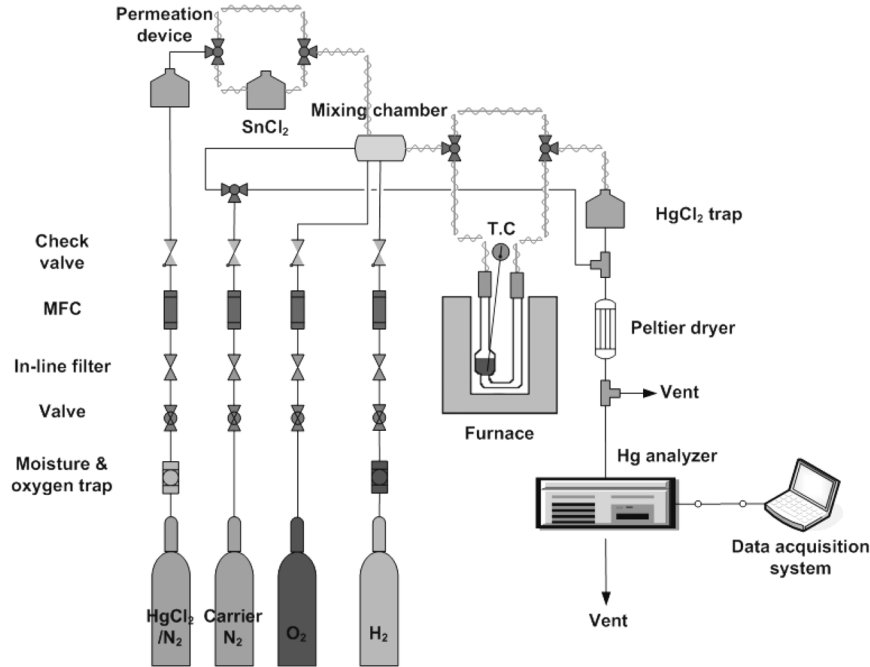 Permeation
device
SnCl₂
Mixing chamber
HgCl₂ trap
T.C
Check
valve
MFC
Peltier dryer
In-line filter
Vent
Valve
Furnace
Hg analyzer
Moisture &
oxygen trap
Data acquisition
system
HgCl₂
/N₂
Carrier
N₂
O₂
H₂
Vent